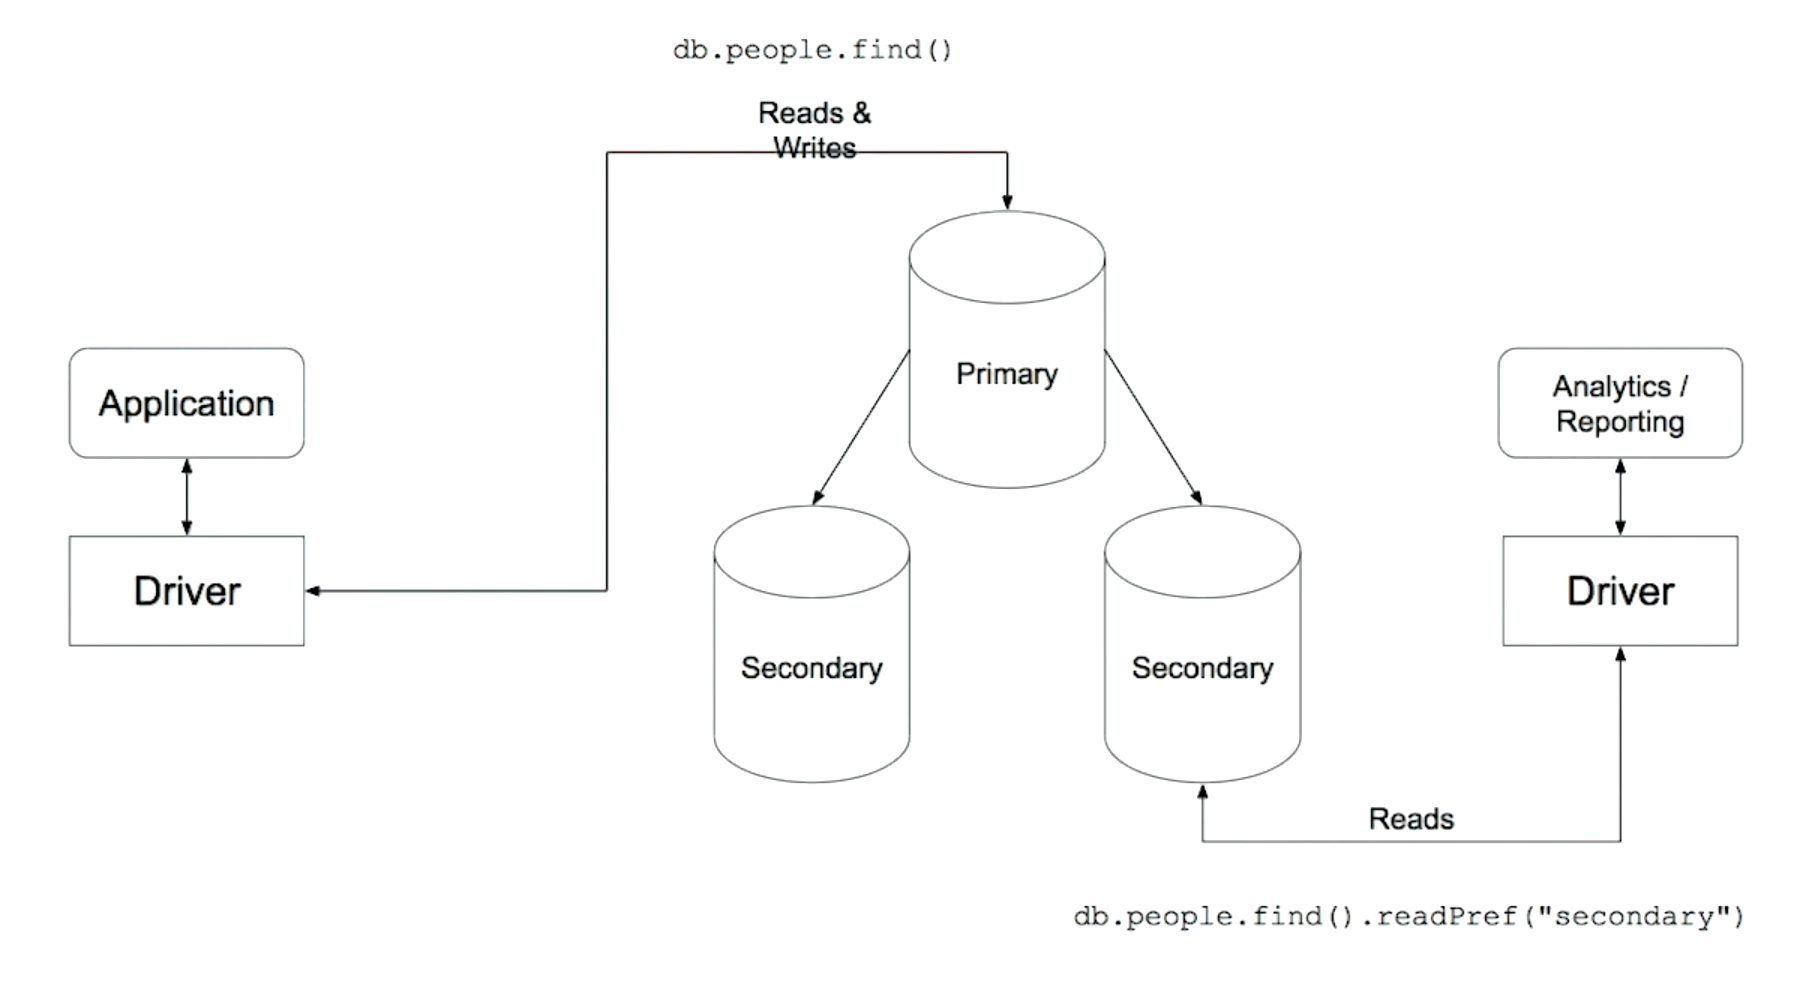 db.people.find()
Reads &
Writes
Primary
Application
Analytics /
Reporting
Driver
Driver
Secondary
Secondary
Reads
db.people.find().readPref("secondary")